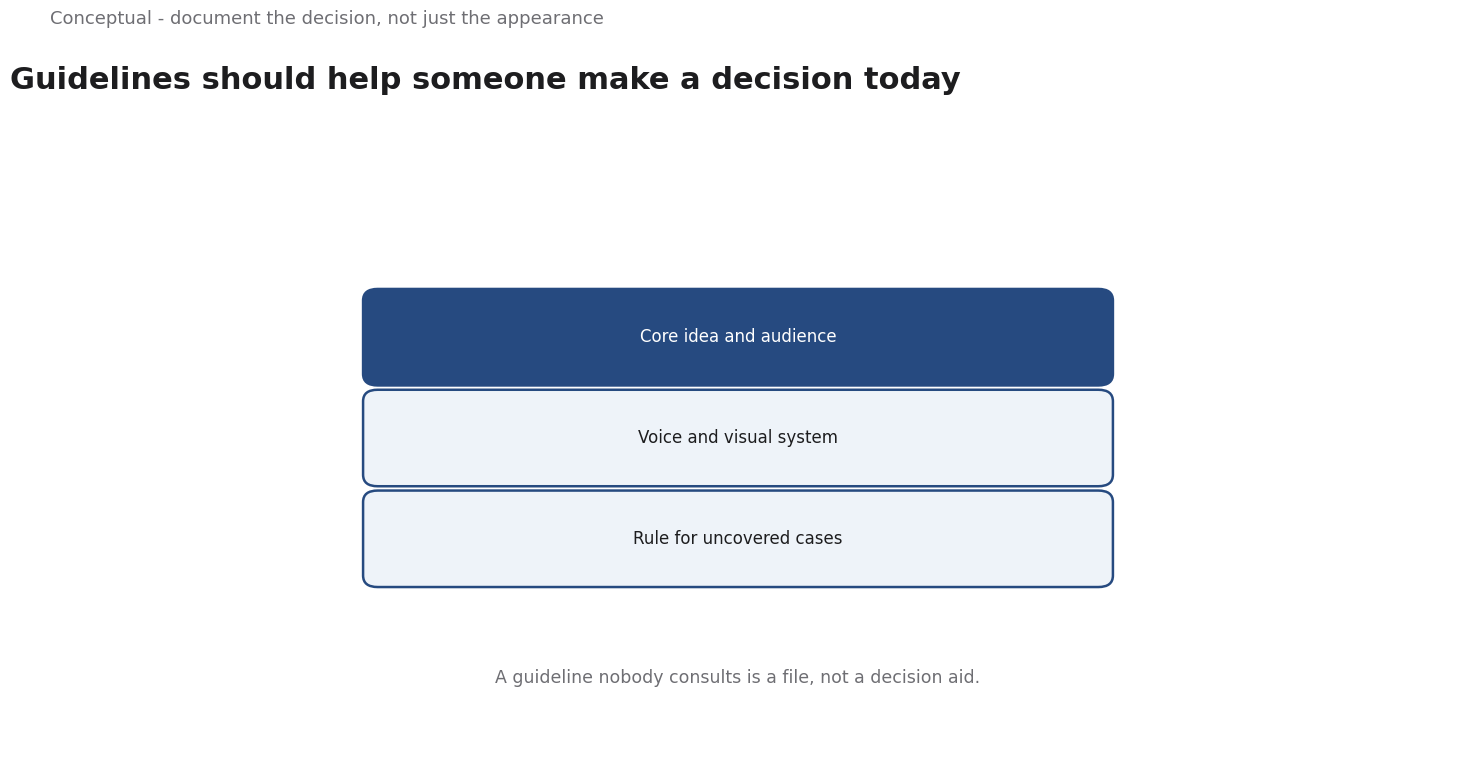 Conceptual - document the decision, not just the appearance
Guidelines should help someone make a decision today
Core idea and audience
Voice and visual system
Rule for uncovered cases
A guideline nobody consults is a file, not a decision aid.